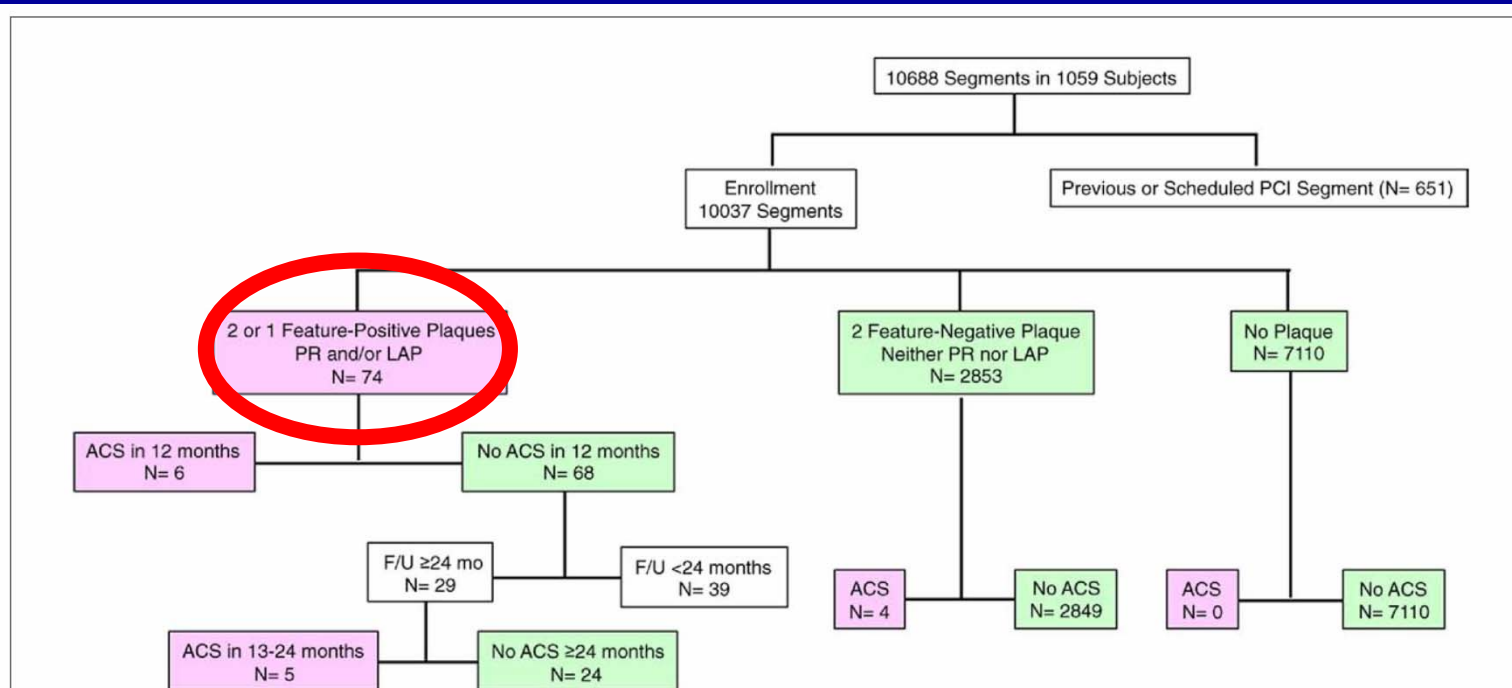 10688 Segments in 1059 Subjects
Enrollment
10037 Segments
Previous or Scheduled PCI Segment (N= 651)
2 or 1 Feature-Positive Plaques
PR and/or LAP
N= 74
2 Feature-Negative Plaque
Neither PR nor LAP
N= 2853
No Plaque
N= 7110
ACS in 12 months
N= 6
No ACS in 12 months
N= 68
F/U ≥24 mo
N= 29
F/U <24 months
N= 39
ACS
N= 4
No ACS
N= 2849
ACS
N= 0
No ACS
N= 7110
ACS in 13-24 months
N= 5
No ACS ≥24 months
N= 24